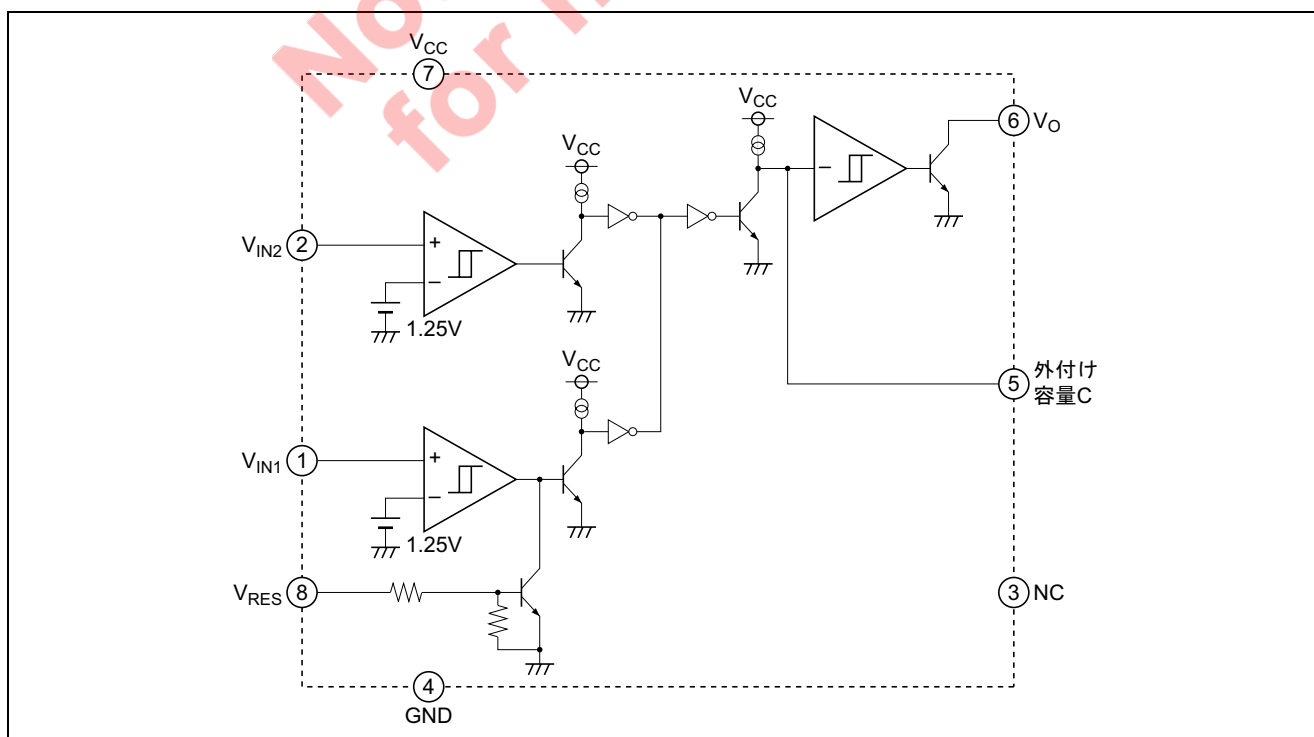 for n
VCC
7
VCC
VCC
6 VO
VIN2 2
+
−
−
1.25V
VCC
5 外付け
容量C
VIN1 1
+
−
1.25V
VRES 8
3 NC
4
GND